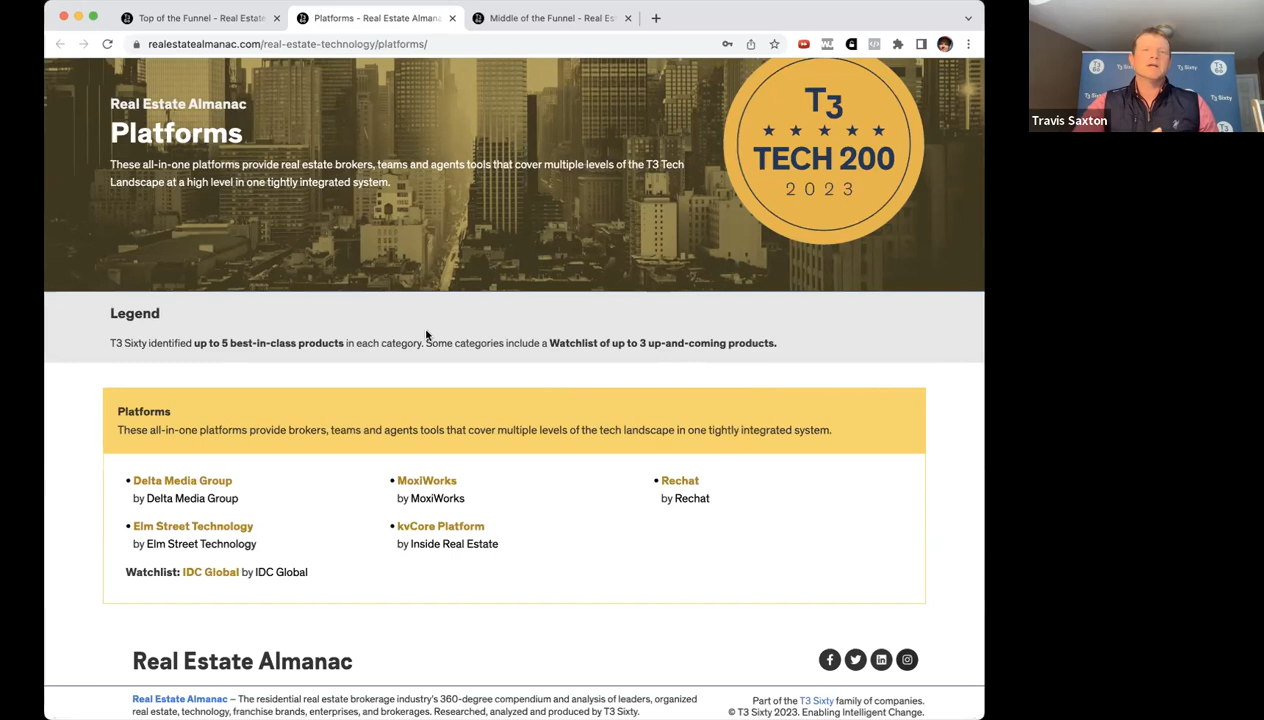 Top of the Funnel - Real Estate
Platforms - Real Estate Almana
Middle of the Funnel - Real Es
realestatealmanac.com/real-estate-technology/platforms/
Real Estate Almanac
Platforms
These all-in-one platforms provide real estate brokers, teams and agents tools that cover multiple levels of the T3 Tech
Landscape at a high level in one tightly integrated system.
T3
TECH 200
2023
T3 Sixty
Travis Saxton
Legend
T3 Sixty identified up to 5 best-in-class products in each category. Some categories include a Watchlist of up to 3 up-and-coming products.
Platforms
These all-in-one platforms provide brokers, teams and agents tools that cover multiple levels of the tech landscape in one tightly integrated system.
• Delta Media Group
by Delta Media Group
• MoxiWorks
by MoxiWorks
• Rechat
by Rechat
• Elm Street Technology
by Elm Street Technology
• kvCore Platform
by Inside Real Estate
Watchlist: IDC Global by IDC Global
Real Estate Almanac
Real Estate Almanac – The residential real estate brokerage industry's 360-degree compendium and analysis of leaders, organized
real estate, technology, franchise brands, enterprises, and brokerages. Researched, analyzed and produced by T3 Sixty.
Part of the T3 Sixty family of companies.
© T3 Sixty 2023. Enabling Intelligent Change.